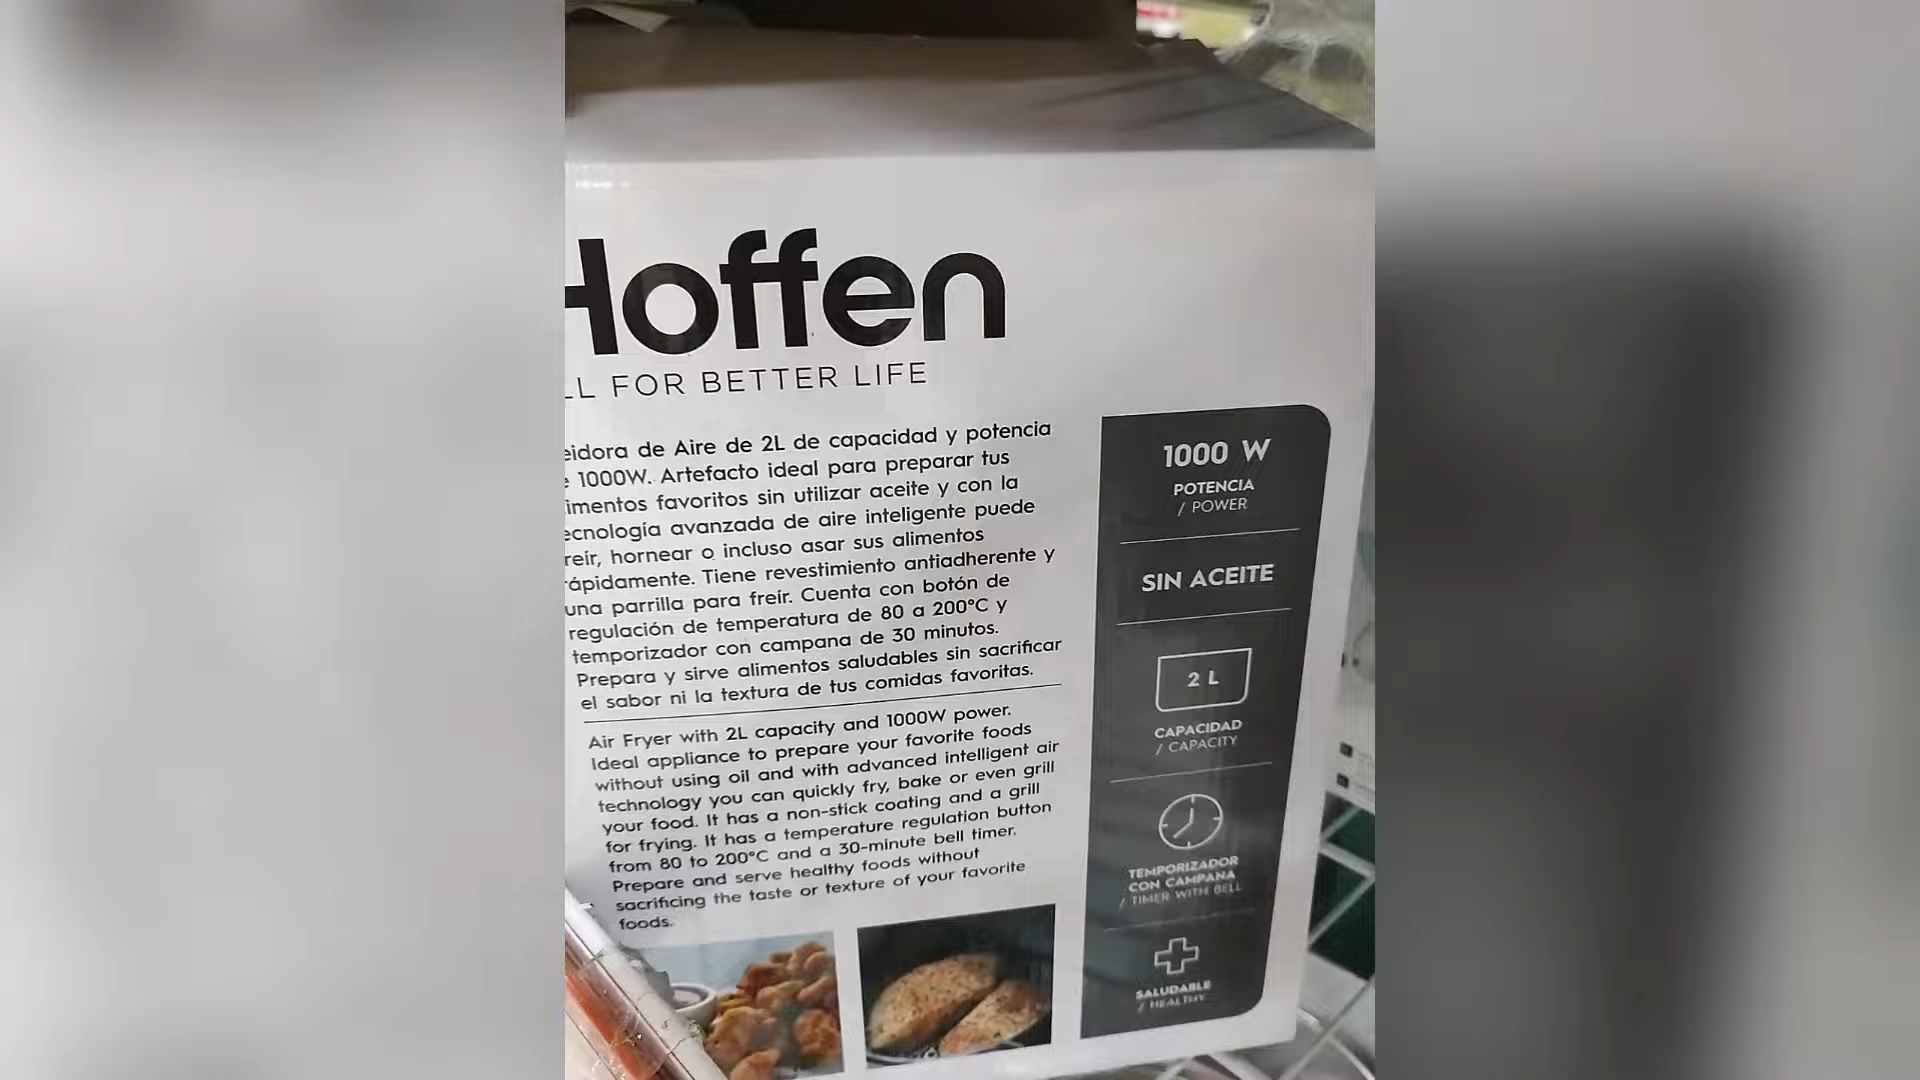 Hoffen
LL FOR BETTER LIFE
eidora de Aire de 2L de capacidad y potencia
e 1000W. Artefacto ideal para preparar tus
imentos favoritos sin utilizar aceite y con la
ecnología avanzada de aire inteligente puede
reír, hornear o incluso asar sus alimentos
rápidamente. Tiene revestimiento antiadherente y
una parrilla para freír. Cuenta con botón de
regulación de temperatura de 80 a 200°C y
temporizador con campana de 30 minutos.
Prepara y sirve alimentos saludables sin sacrificar
el sabor ni la textura de tus comidas favoritas.
Air Fryer with 2L capacity and 1000W power.
Ideal appliance to prepare your favorite foods
without using oil and with advanced intelligent air
technology you can quickly fry, bake or even grill
your food. It has a non-stick coating and a grill
for frying. It has a temperature regulation button
from 80 to 200°C and a 30-minute bell timer.
Prepare and serve healthy foods without
sacrificing the taste or texture of your favorite
foods.
1000 W
POTENCIA
/ POWER
SIN ACEITE
2 L
CAPACIDAD
/ CAPACITY
TEMPORIZADOR
CON CAMPANA
/ TIMER WITH BELL
SALUDABLE
/ HEALTHY